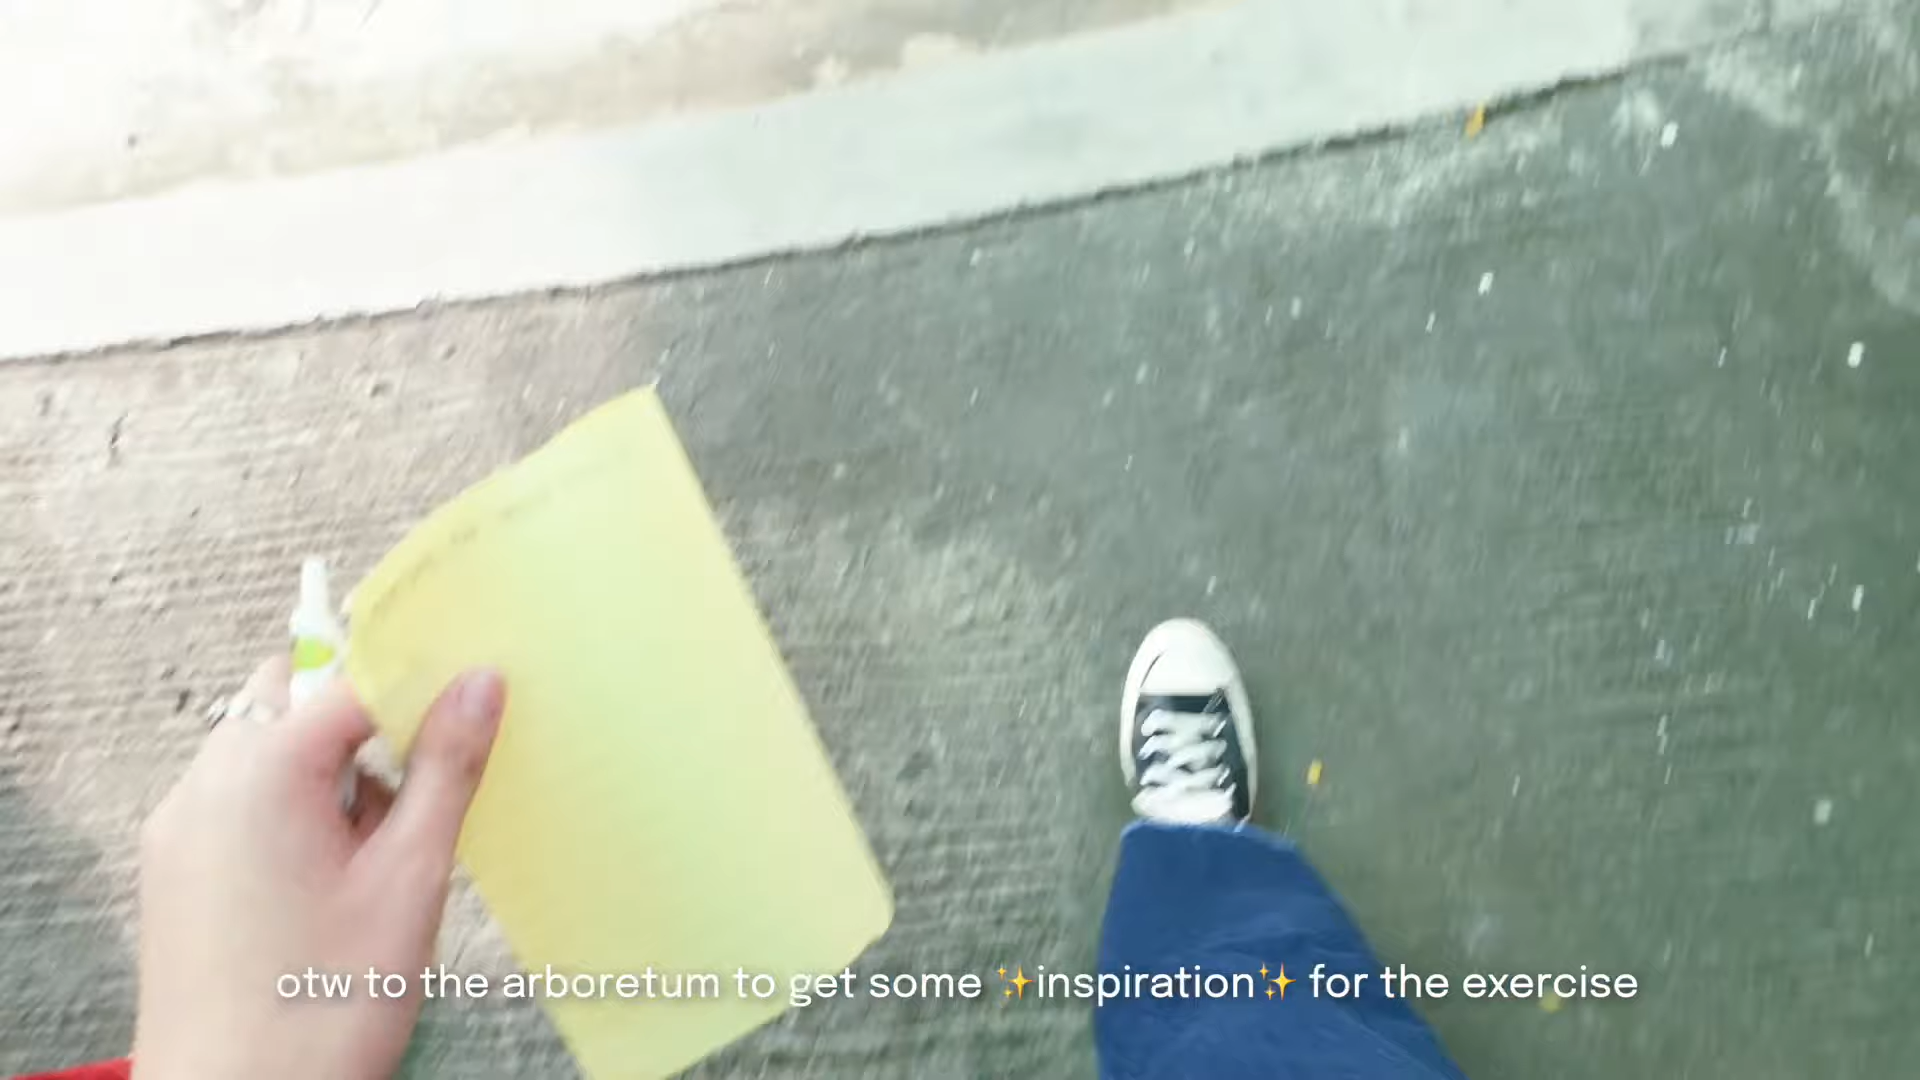 otw to the arboretum to get some ✨inspiration✨ for the exercise